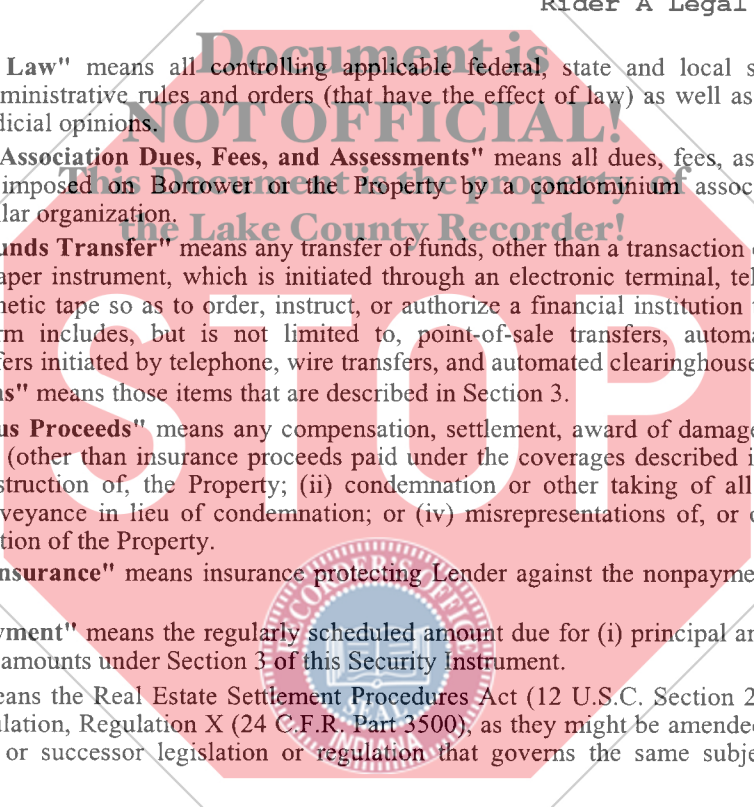 Rider A Legal
Document is
NOT OFFICIAL!
This Document is the property of
the Lake County Recorder!
STOP
Law" means all controlling applicable federal, state and local s
ministrative rules and orders (that have the effect of law) as well as
dicial opinions.
Association Dues, Fees, and Assessments" means all dues, fees, as
imposed on Borrower or the Property by a condominium assoc
lar organization.
unds Transfer" means any transfer of funds, other than a transaction
aper instrument, which is initiated through an electronic terminal, tel
netic tape so as to order, instruct, or authorize a financial institution
rm includes, but is not limited to, point-of-sale transfers, automa
fers initiated by telephone, wire transfers, and automated clearinghouse
ns" means those items that are described in Section 3.
us Proceeds" means any compensation, settlement, award of damage
(other than insurance proceeds paid under the coverages described i
struction of, the Property; (ii) condemnation or other taking of all
veyance in lieu of condemnation; or (iv) misrepresentations of, or
tion of the Property.
nsurance" means insurance protecting Lender against the nonpayme
yment" means the regularly scheduled amount due for (i) principal an
amounts under Section 3 of this Security Instrument.
eans the Real Estate Settlement Procedures Act (12 U.S.C. Section 2
ulation, Regulation X (24 C.F.R. Part 3500), as they might be amended
or successor legislation or regulation that governs the same subje
RECORDER'S OFFICE
SEAL
INDIANA